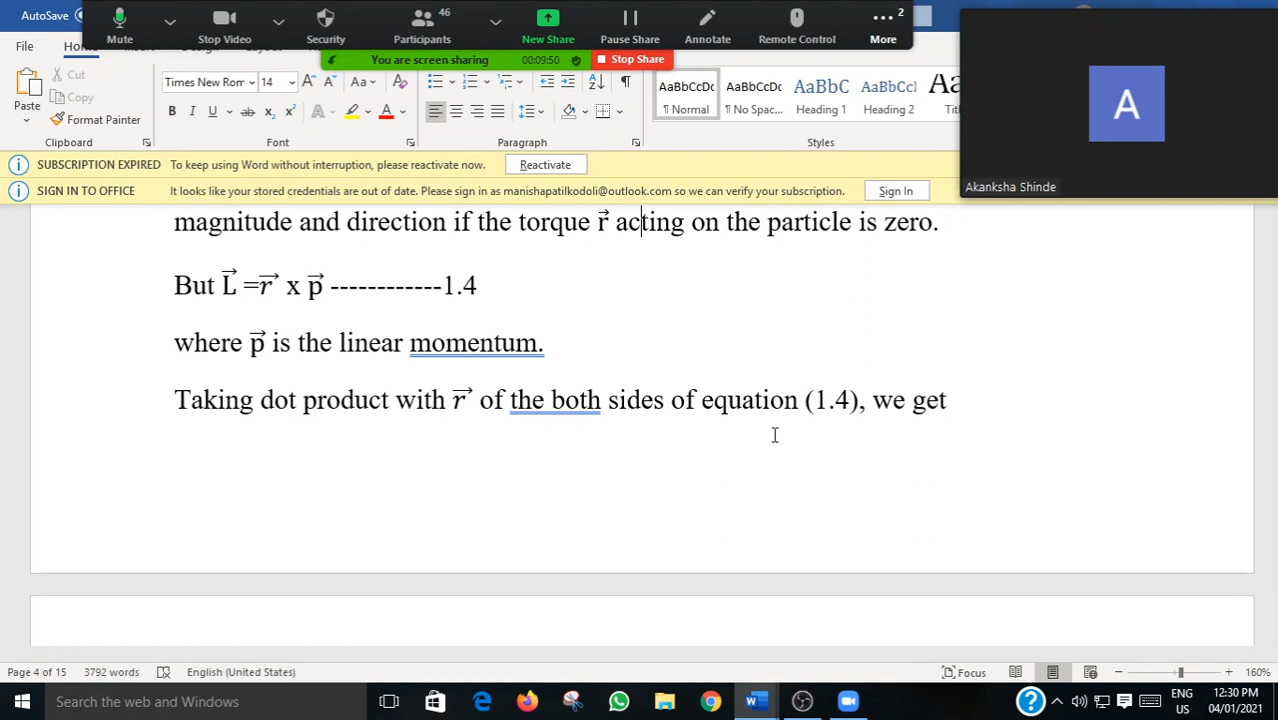 AutoSave
Mute
Stop Video
Security
46
Participants
New Share
Pause Share
Annotate
Remote Control
2
More
You are screen sharing
00:09:50
Stop Share
File
Home
Cut
Copy
Paste
Format Painter
Clipboard
Times New Ror
14
Aa
B I U ab x₂ x²
A
A
Font
Paragraph
AaBbCcDc
¶ Normal
AaBbCcDc
¶ No Spac...
AaBbC
Heading 1
AaBbCcI
Heading 2
Styles
A
Akanksha Shinde
SUBSCRIPTION EXPIRED To keep using Word without interruption, please reactivate now. Reactivate
SIGN IN TO OFFICE It looks like your stored credentials are out of date. Please sign in as manishapatilkodoli@outlook.com so we can verify your subscription. Sign In
magnitude and direction if the torque r⃗ acting on the particle is zero.
But L⃗ =r⃗ x p⃗ ------------1.4
where p⃗ is the linear momentum.
Taking dot product with r⃗ of the both sides of equation (1.4), we get
Page 4 of 15
3792 words
English (United States)
Focus
160%
Search the web and Windows
ENG
US
12:30 PM
04/01/2021